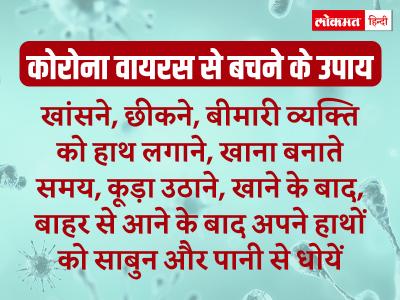 लोकमत हिन्दी
कोरोना वायरस से बचने के उपाय
खांसने, छीकने, बीमारी व्यक्ति
को हाथ लगाने, खाना बनाते
समय, कूड़ा उठाने, खाने के बाद,
बाहर से आने के बाद अपने हाथों
को साबुन और पानी से धोयें